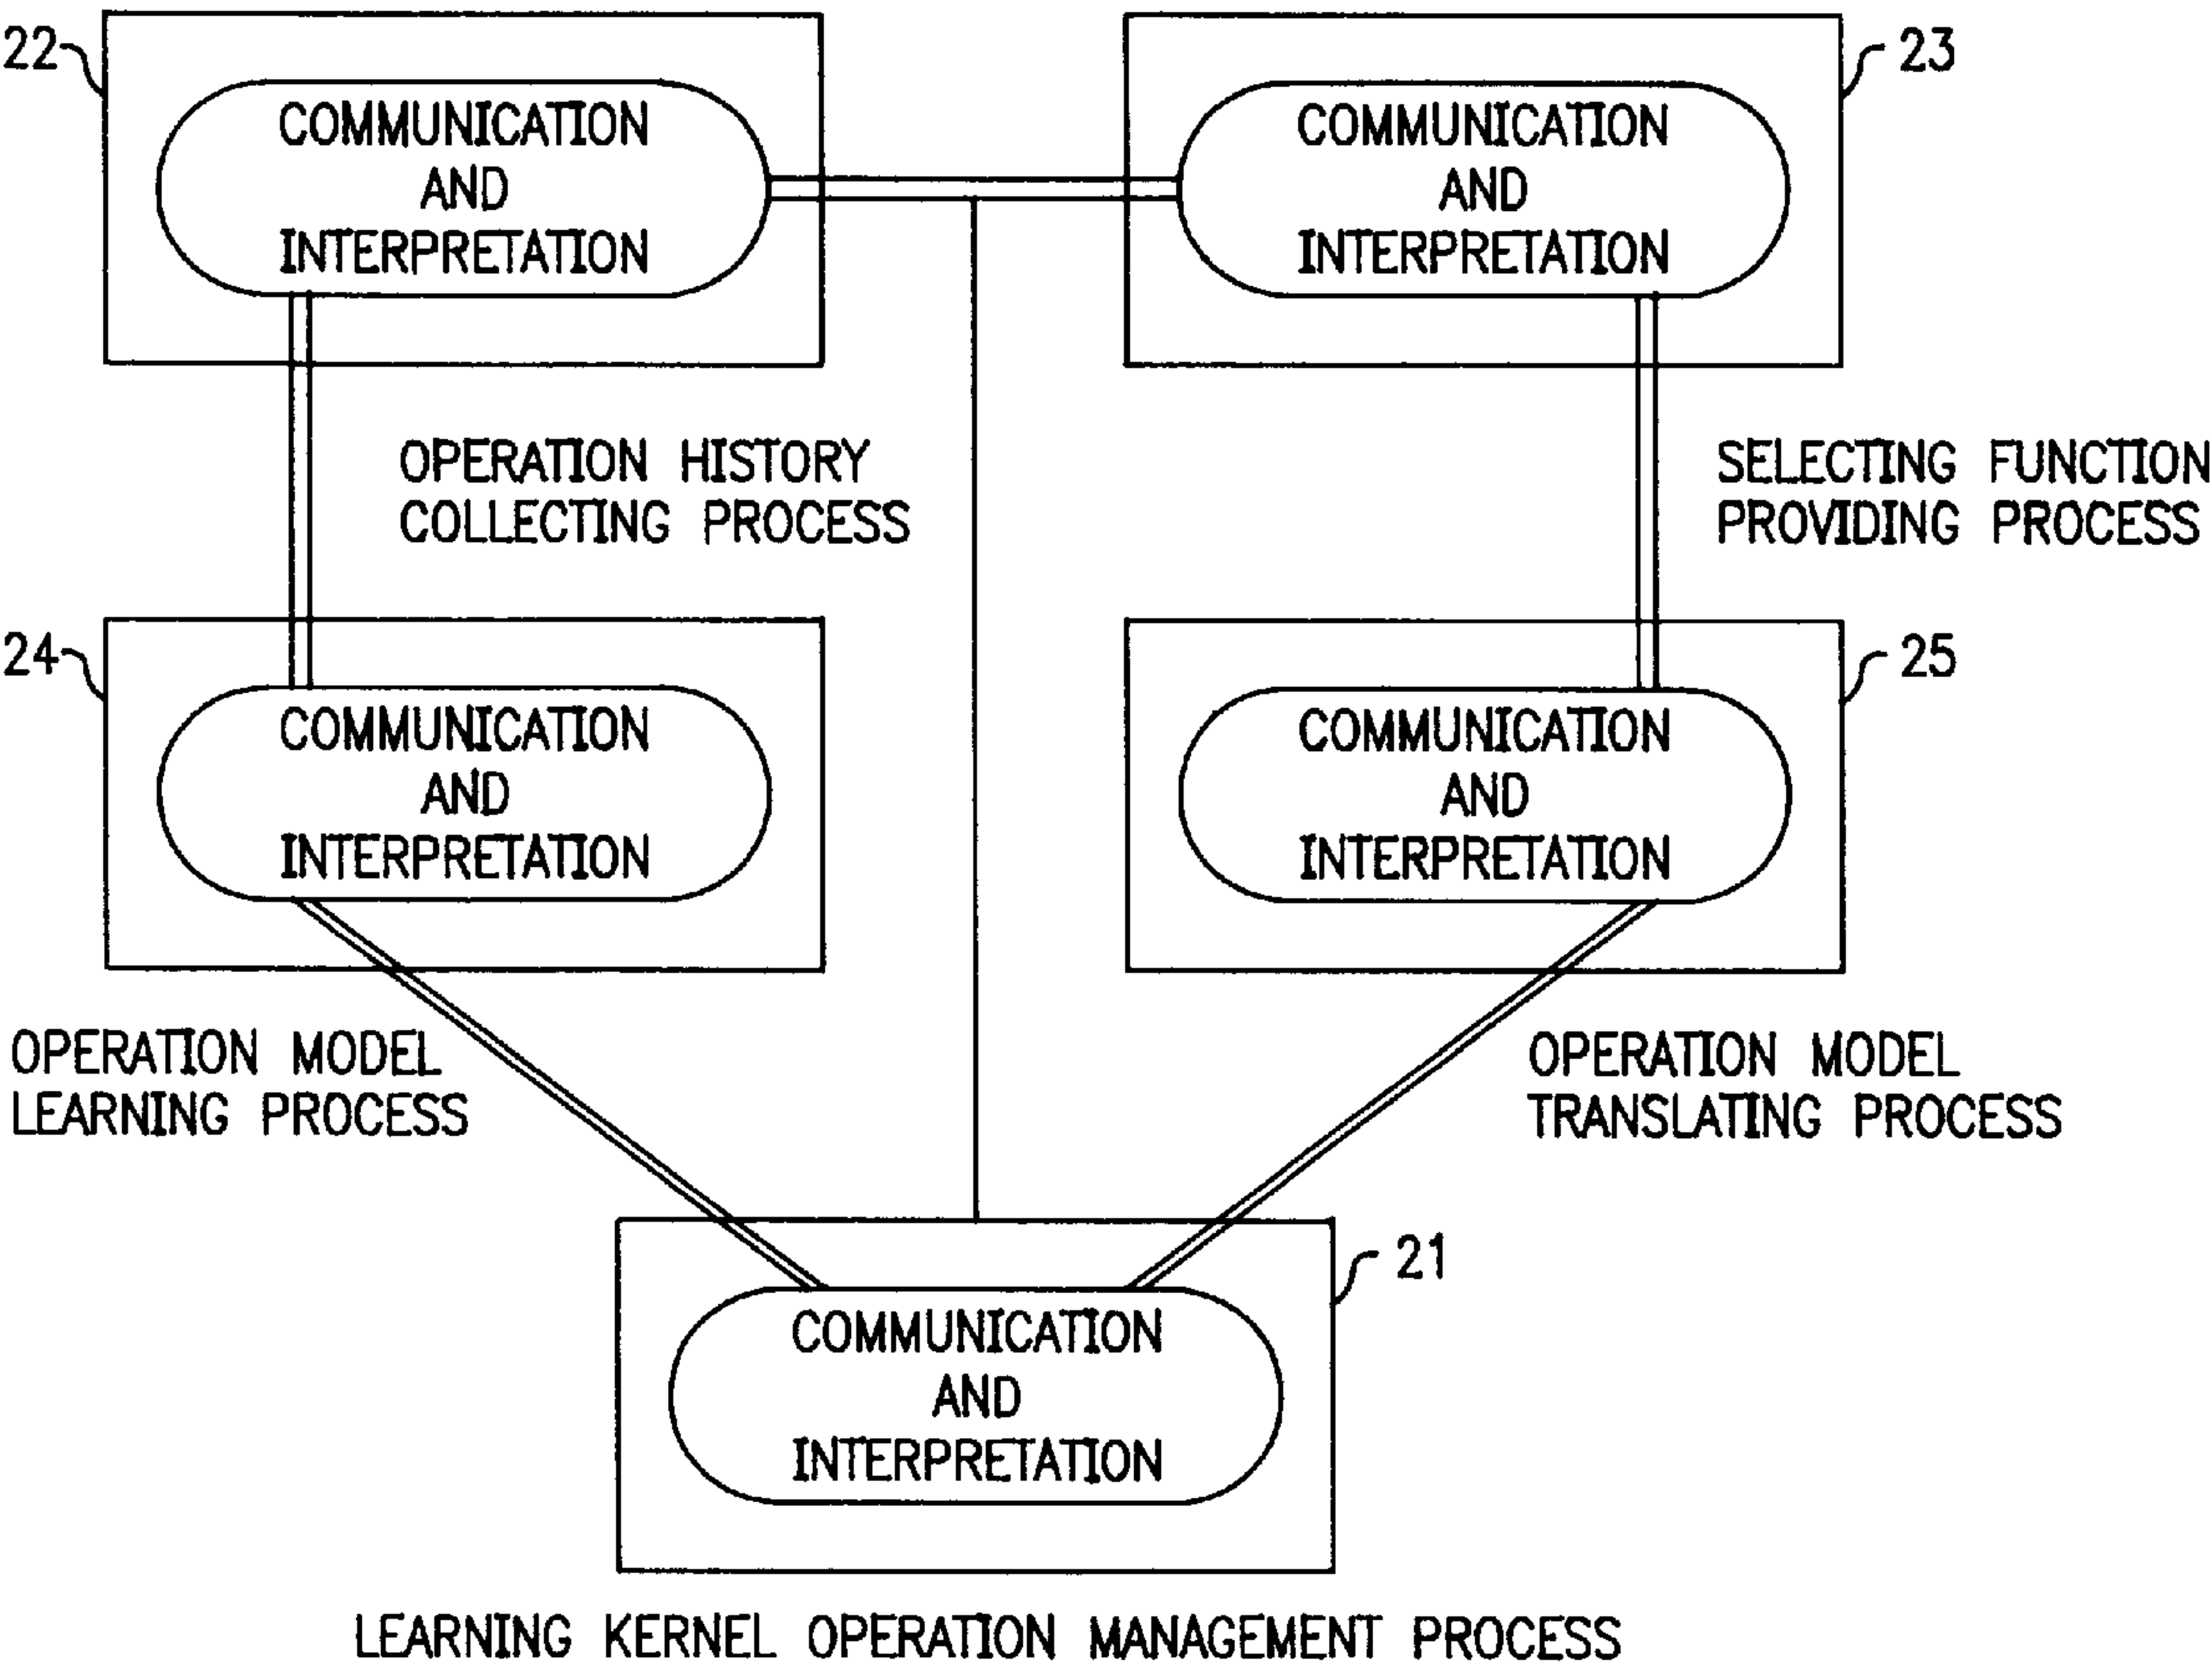 22
COMMUNICATION
AND
INTERPRETATION
23
COMMUNICATION
AND
INTERPRETATION
OPERATION HISTORY
COLLECTING PROCESS
SELECTING FUNCTION
PROVIDING PROCESS
24
COMMUNICATION
AND
INTERPRETATION
25
COMMUNICATION
AND
INTERPRETATION
OPERATION MODEL
LEARNING PROCESS
OPERATION MODEL
TRANSLATING PROCESS
21
COMMUNICATION
AND
INTERPRETATION
LEARNING KERNEL OPERATION MANAGEMENT PROCESS